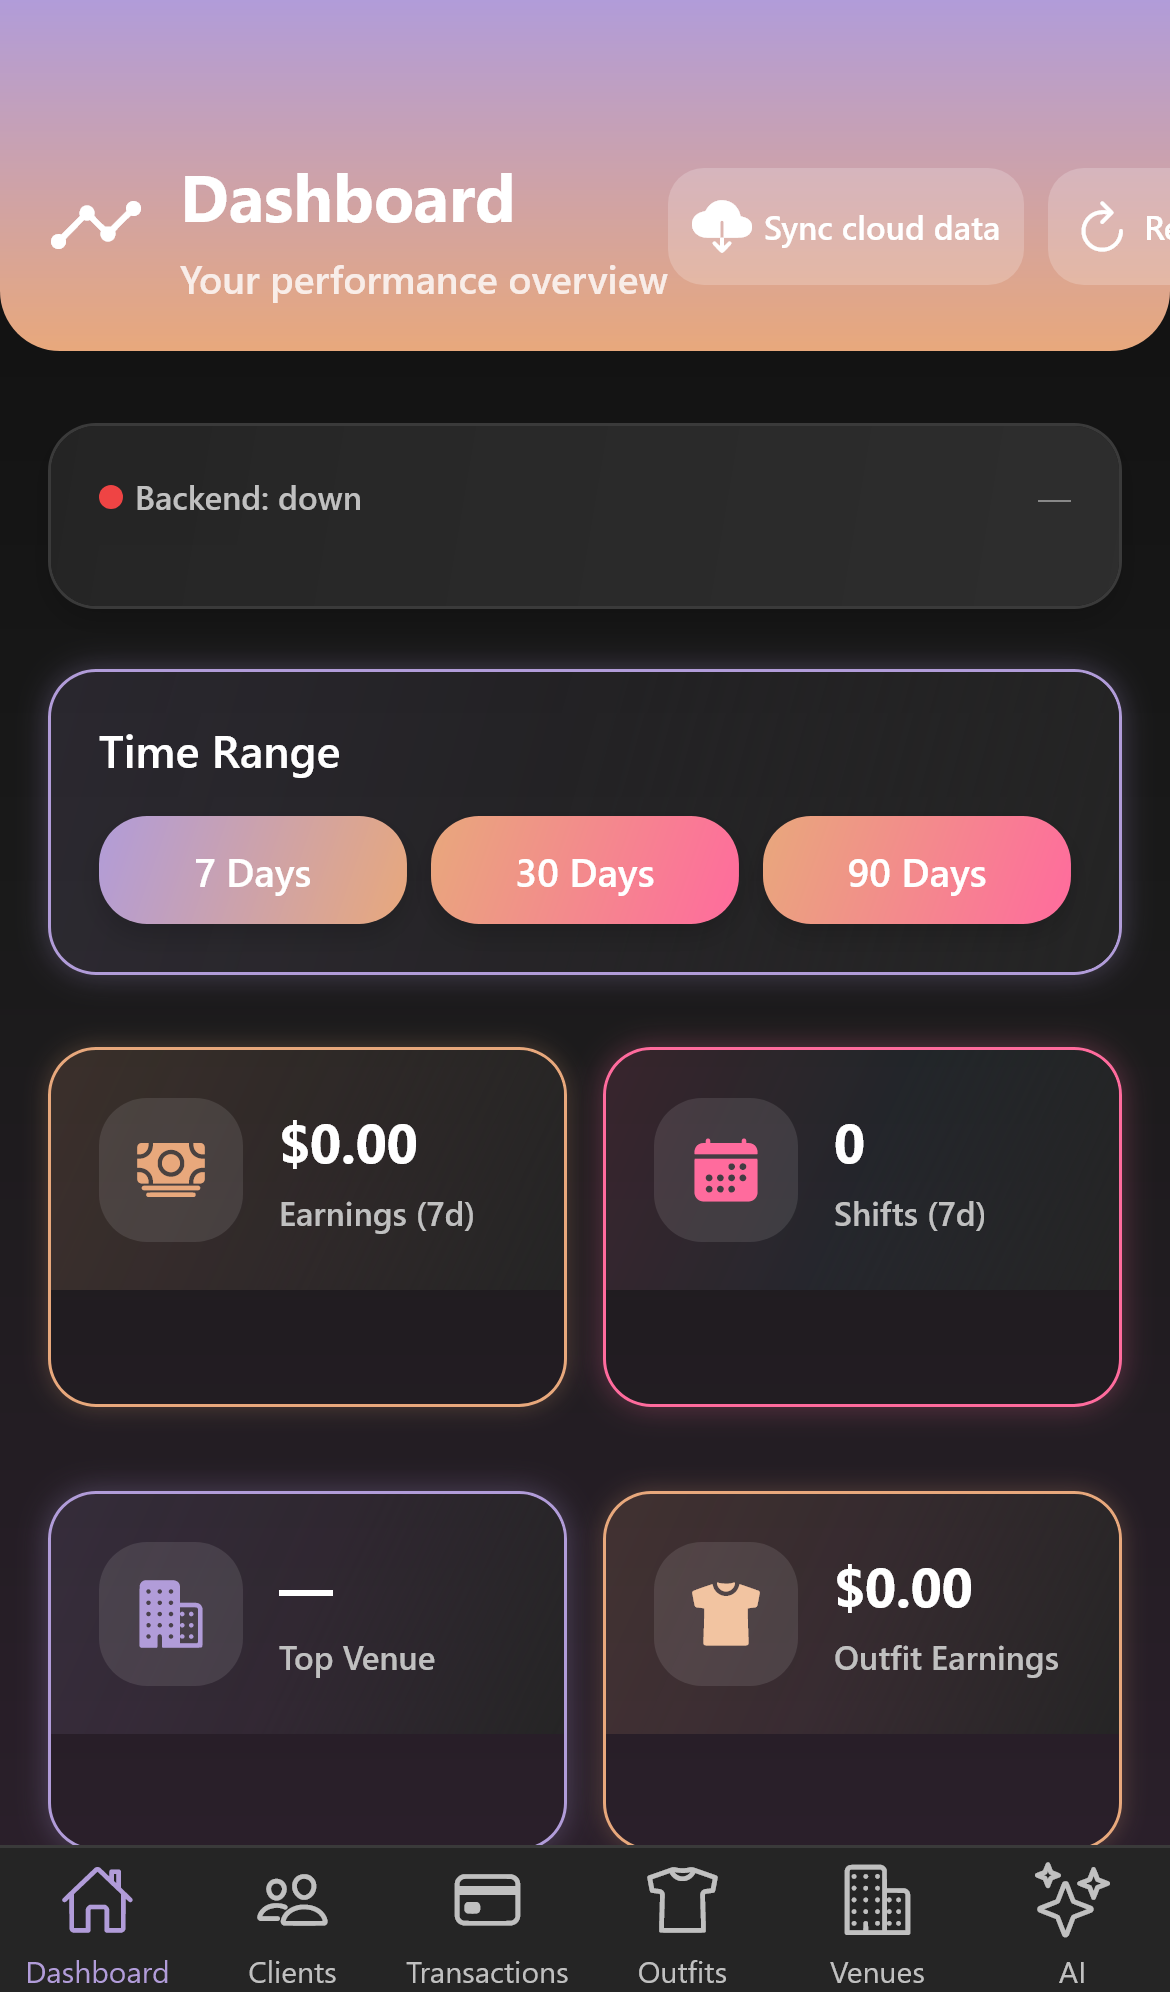 Dashboard
Your performance overview
Sync cloud data
Re
Backend: down
—
Time Range
7 Days
30 Days
90 Days
$0.00
Earnings (7d)
0
Shifts (7d)
—
Top Venue
$0.00
Outfit Earnings
Dashboard
Clients
Transactions
Outfits
Venues
AI